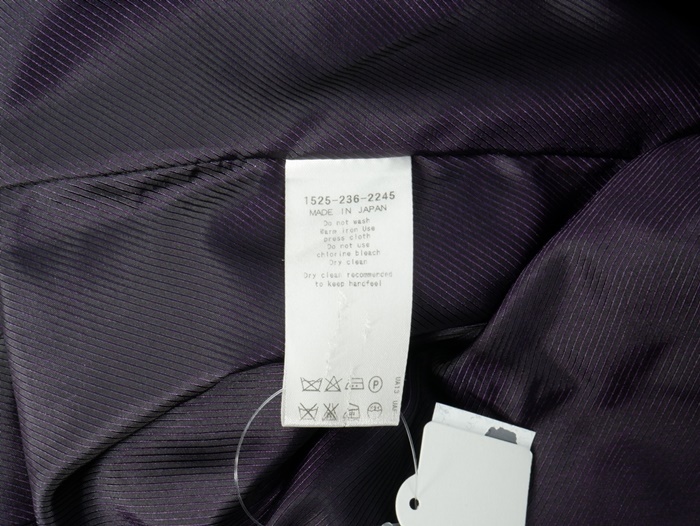 1525-236-2245
MADE IN JAPAN
Do not wash
Warm iron Use
press cloth
Do not use
chlorine bleach
Dry clean
Dry clean recommended
to keep handfeel
P